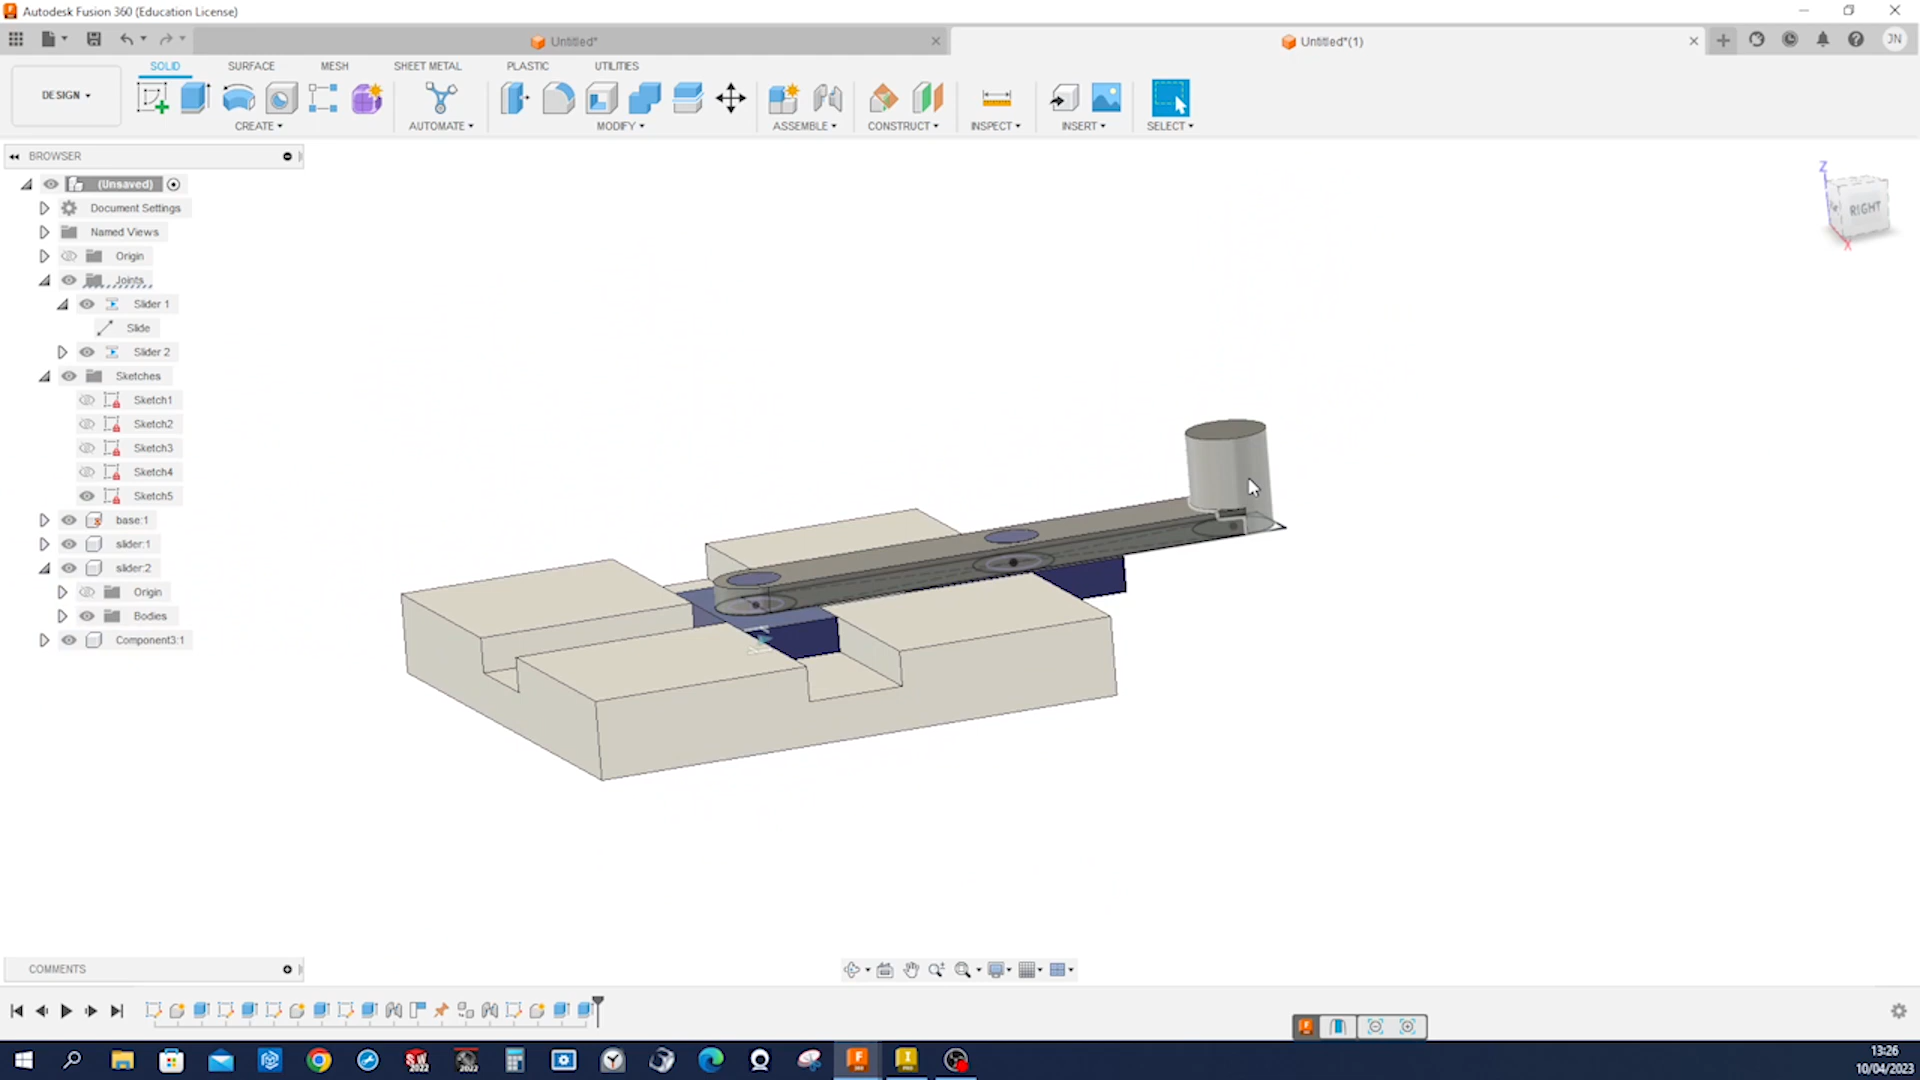 Autodesk Fusion 360 (Education License)
Untitled*
Untitled*(1)
JN
DESIGN
SOLID
SURFACE
MESH
SHEET METAL
PLASTIC
UTILITIES
CREATE
AUTOMATE
MODIFY
ASSEMBLE
CONSTRUCT
INSPECT
INSERT
SELECT
BROWSER
(Unsaved)
Document Settings
Named Views
Origin
Joints
Slider 1
Slide
Slider 2
Sketches
Sketch1
Sketch2
Sketch3
Sketch4
Sketch5
base:1
slider:1
slider:2
Origin
Bodies
Component3:1
Z
RIGHT
X
COMMENTS
13:26
10/04/2023